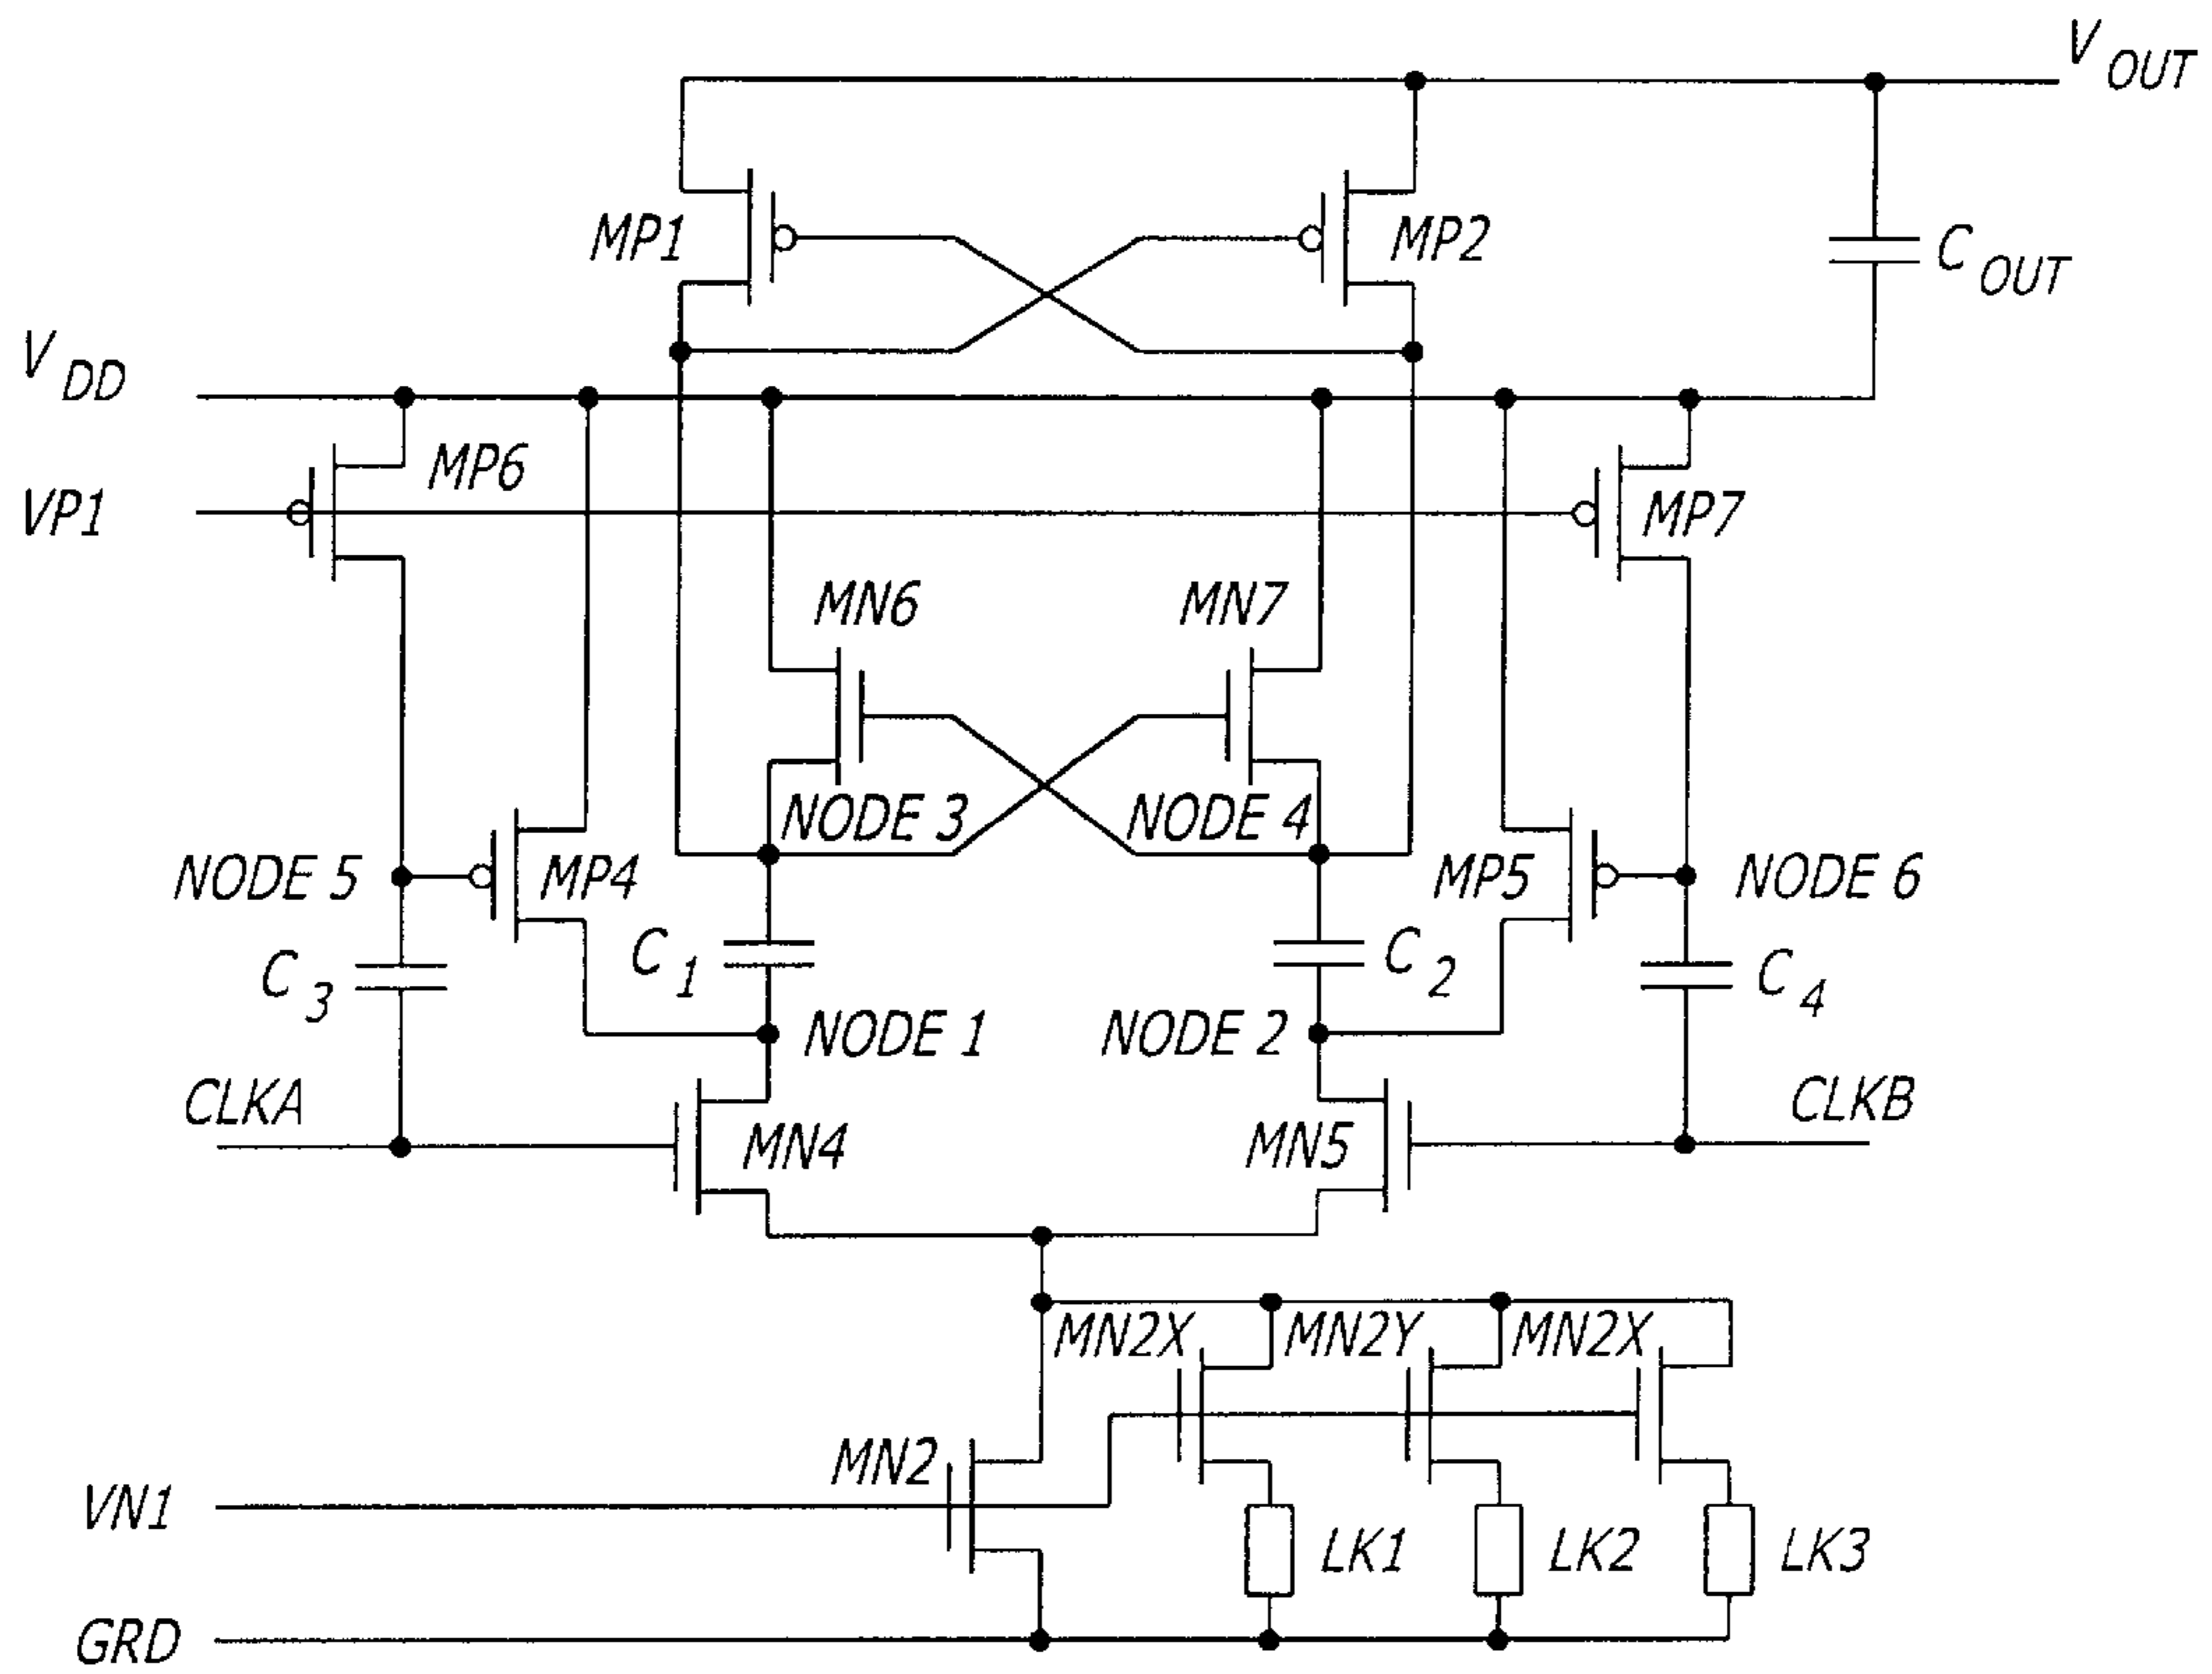 V OUT
MP1
MP2
C OUT
V DD
MP6
VP1
MP7
MN6
MN7
NODE 3
NODE 4
NODE 5
MP4
MP5
NODE 6
C 1
C 2
C 3
C 4
NODE 1
NODE 2
CLKA
CLKB
MN4
MN5
MN2X
MN2Y
MN2X
MN2
VN1
LK1
LK2
LK3
GRD